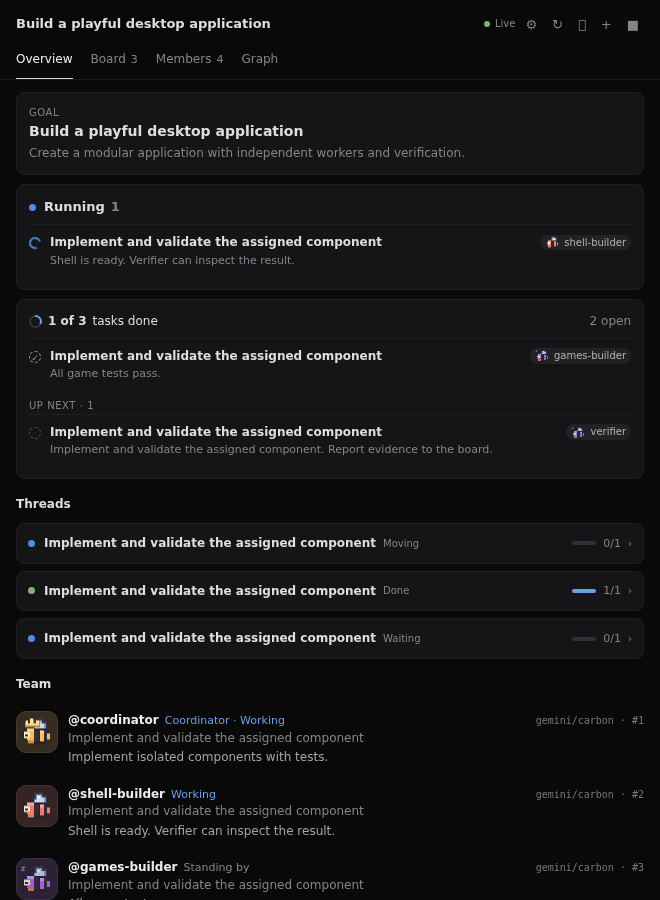 Build a playful desktop application
Live
Overview Board 3 Members 4 Graph
GOAL
Build a playful desktop application
Create a modular application with independent workers and verification.
Running 1
Implement and validate the assigned component shell-builder
Shell is ready. Verifier can inspect the result.
1 of 3 tasks done 2 open
Implement and validate the assigned component games-builder
All game tests pass.
UP NEXT · 1
Implement and validate the assigned component verifier
Implement and validate the assigned component. Report evidence to the board.
Threads
Implement and validate the assigned component Moving 0/1 ›
Implement and validate the assigned component Done 1/1 ›
Implement and validate the assigned component Waiting 0/1 ›
Team
@coordinator Coordinator · Working gemini/carbon · #1
Implement and validate the assigned component
Implement isolated components with tests.
@shell-builder Working gemini/carbon · #2
Implement and validate the assigned component
Shell is ready. Verifier can inspect the result.
@games-builder Standing by gemini/carbon · #3
Implement and validate the assigned component